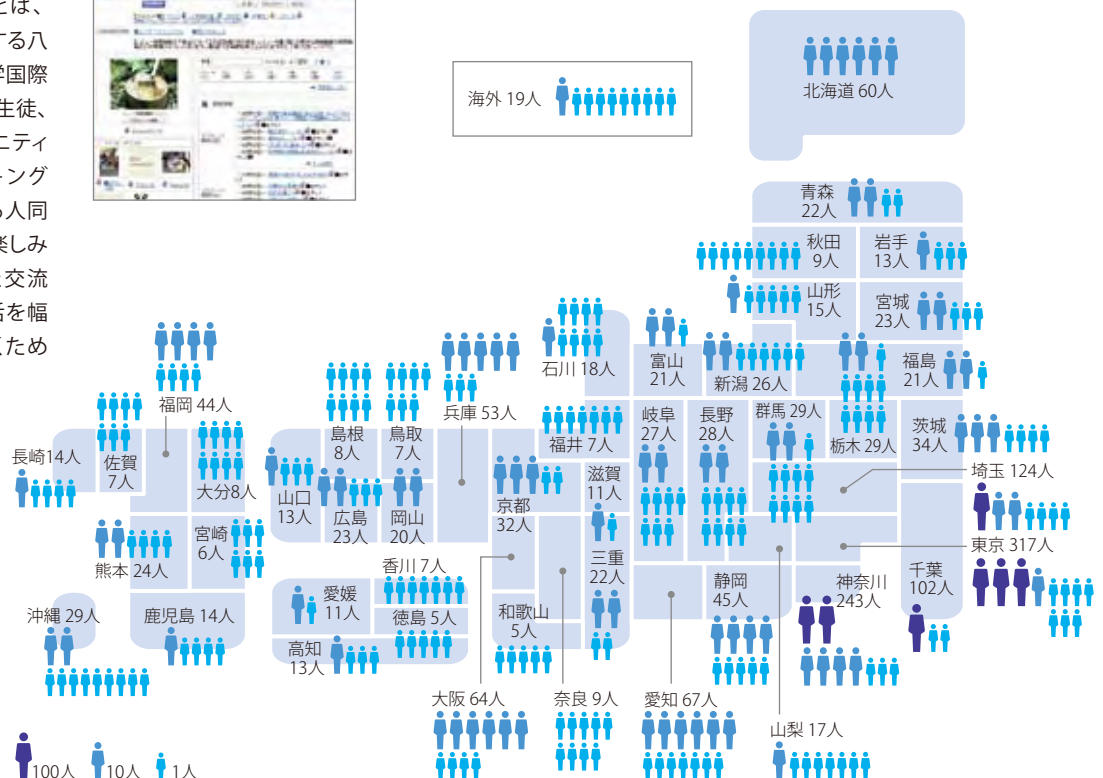 とは、
する八
学国際
生徒、
ニティ
キング
る人同
楽しみ
交流
活を幅
ため
海外 19人
北海道 60人
青森
22人
秋田
9人
岩手
13人
山形
15人
宮城
23人
石川 18人
富山
21人
新潟 26人
福島
21人
福岡 44人
兵庫 53人
福井 7人
岐阜
27人
長野
28人
群馬 29人
栃木 29人
茨城
34人
長崎14人
佐賀
7人
大分8人
島根
8人
鳥取
7人
山口
13人
広島
23人
岡山
20人
京都
32人
滋賀
11人
埼玉 124人
東京 317人
熊本 24人
宮崎
6人
香川 7人
三重
22人
静岡
45人
神奈川
243人
千葉
102人
沖縄 29人
鹿児島 14人
愛媛
11人
徳島 5人
高知
13人
和歌山
5人
大阪 64人
奈良 9人
愛知 67人
山梨 17人
100人
10人
1人